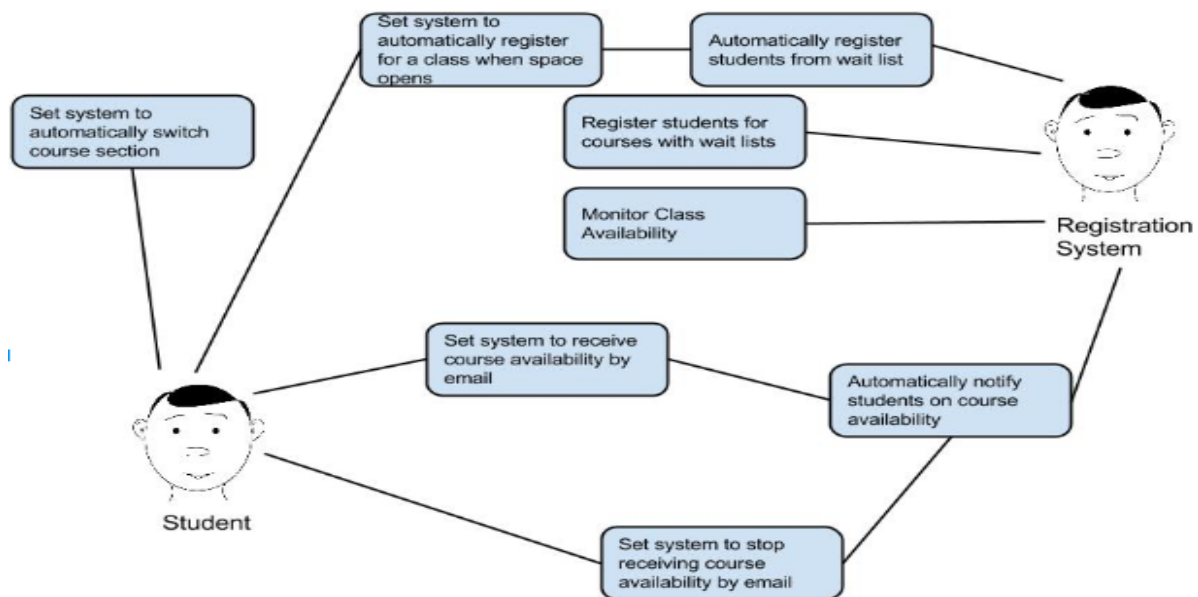 Set system to
automatically register
for a class when space
opens
Automatically register
students from wait list
Set system to
automatically switch
course section
Register students for
courses with wait lists
Monitor Class
Availability
Registration
System
Set system to receive
course availability by
email
Automatically notify
students on course
availability
Student
Set system to stop
receiving course
availability by email